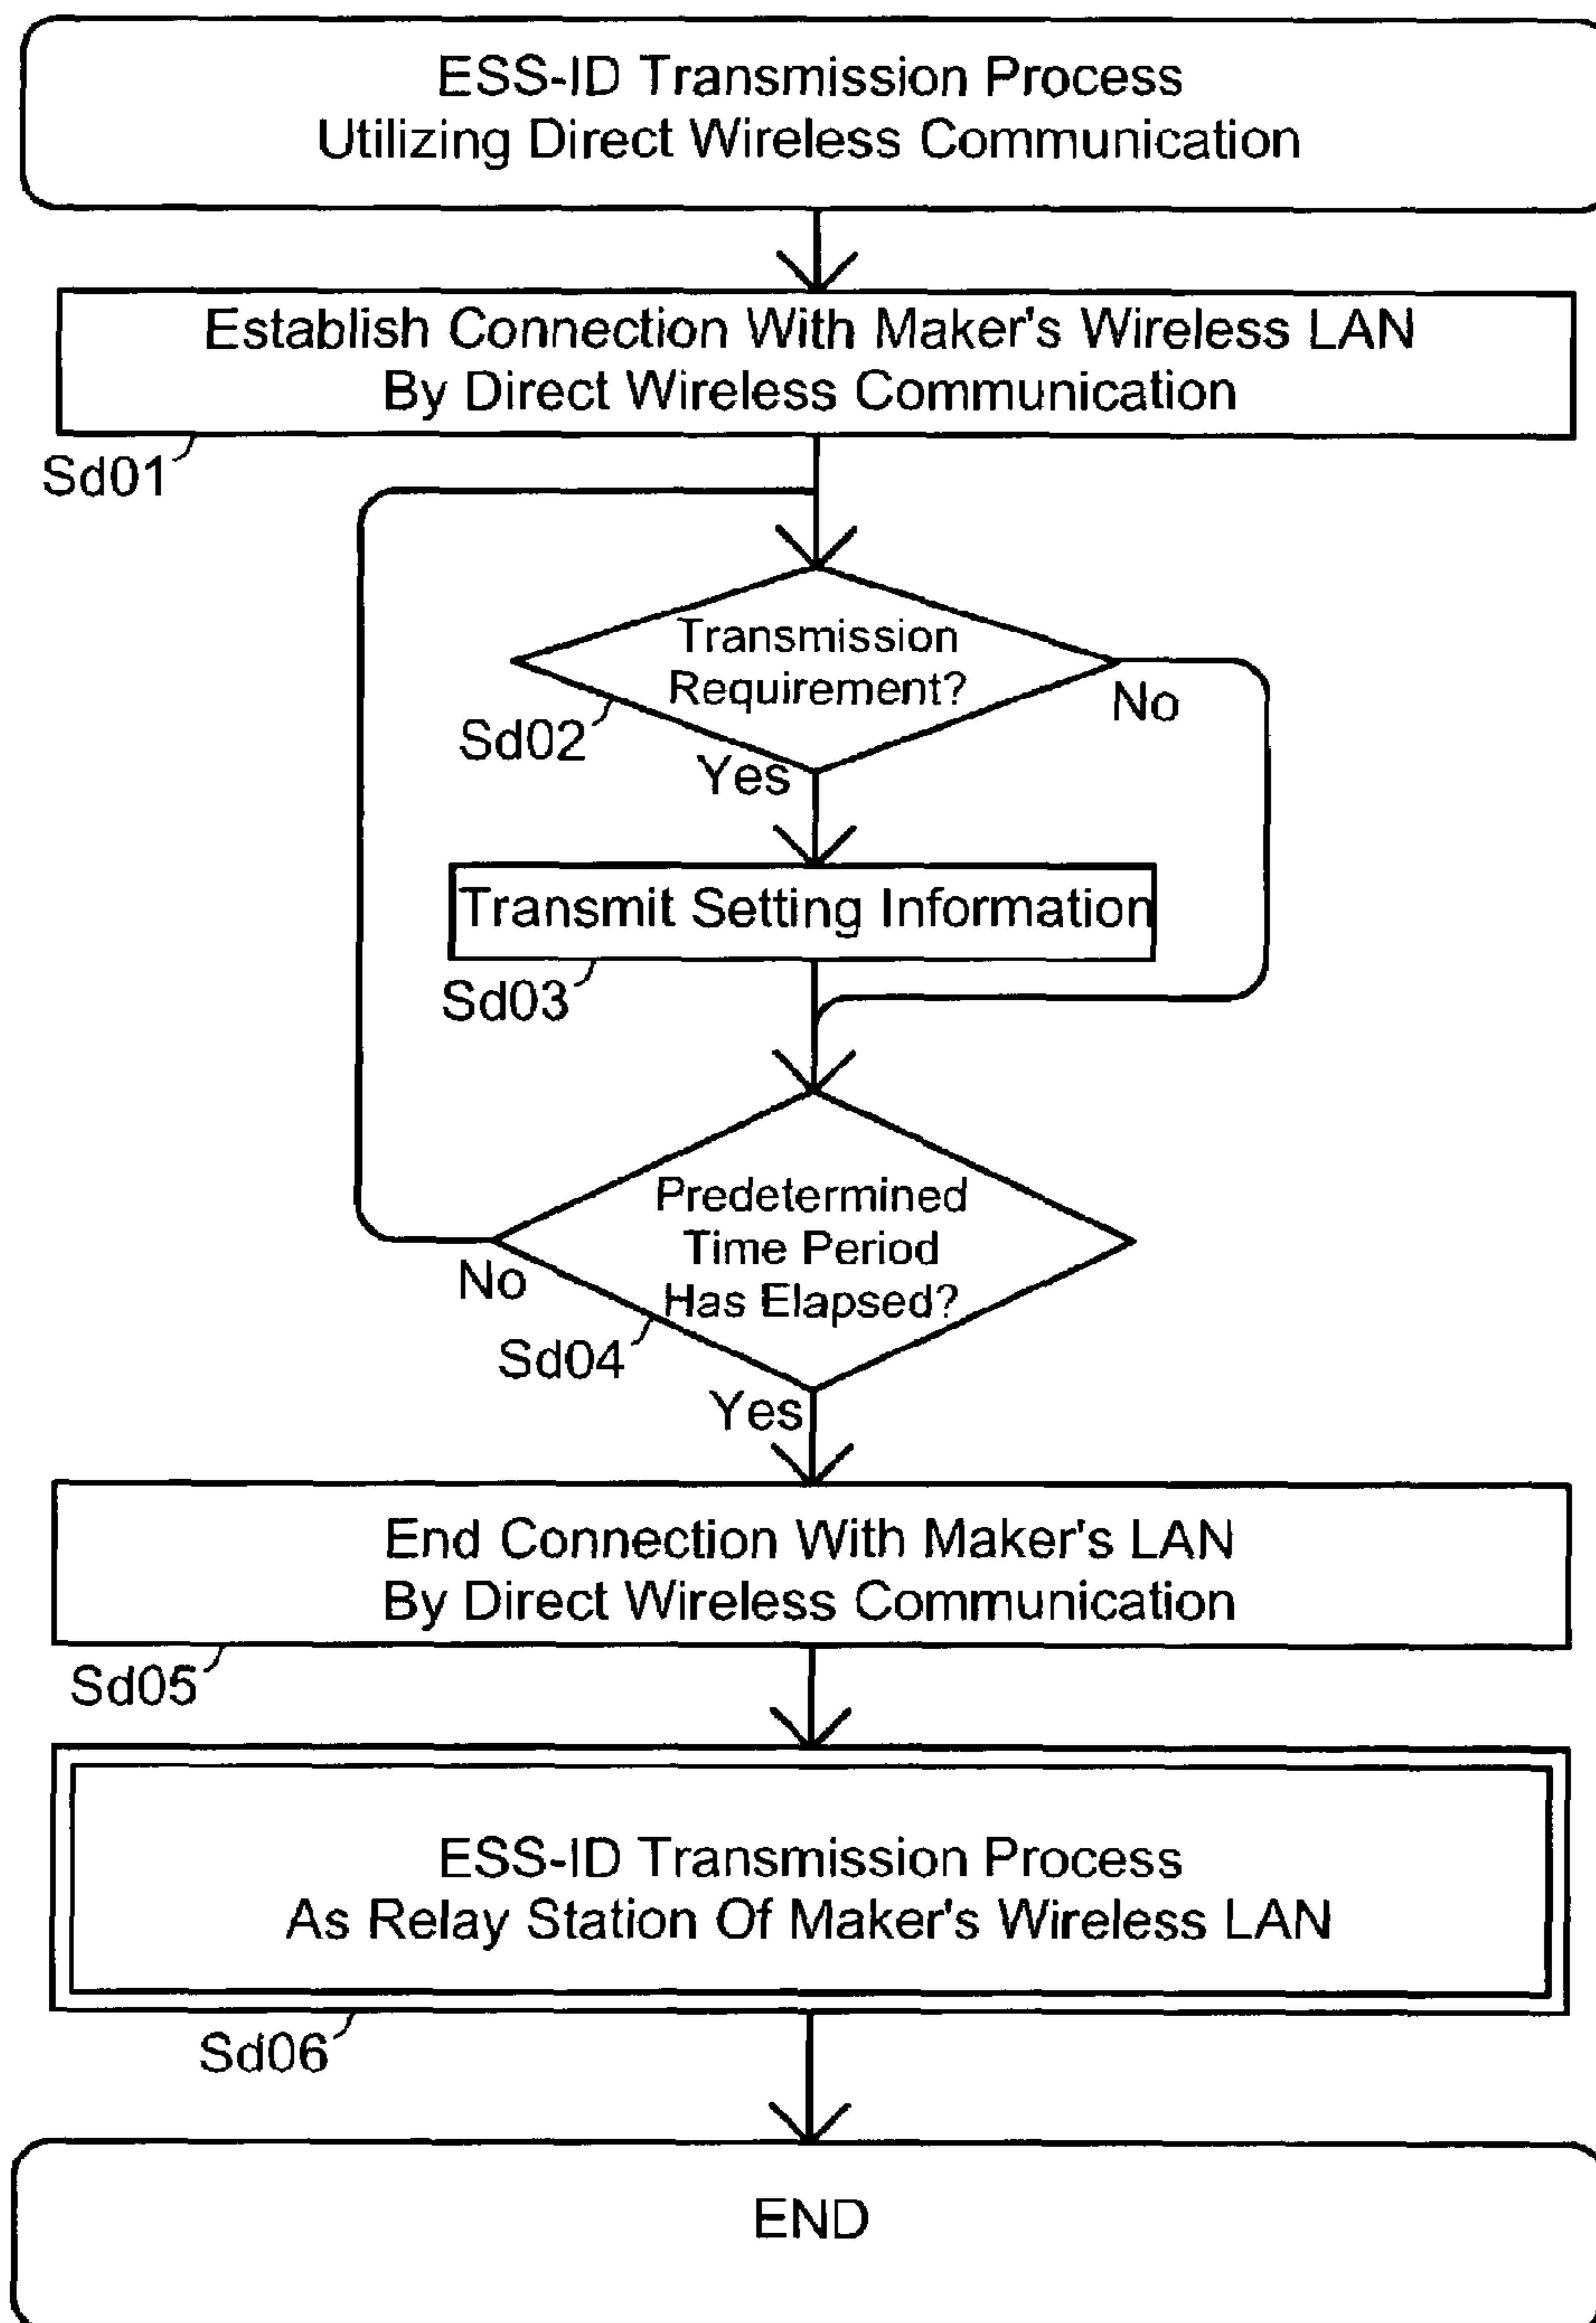 ESS-ID Transmission Process
Utilizing Direct Wireless Communication
Establish Connection With Maker's Wireless LAN
By Direct Wireless Communication
Sd01
Transmission
Requirement?
No
Sd02
Yes
Transmit Setting Information
Sd03
Predetermined
Time Period
Has Elapsed?
No
Sd04
Yes
End Connection With Maker's LAN
By Direct Wireless Communication
Sd05
ESS-ID Transmission Process
As Relay Station Of Maker's Wireless LAN
Sd06
END